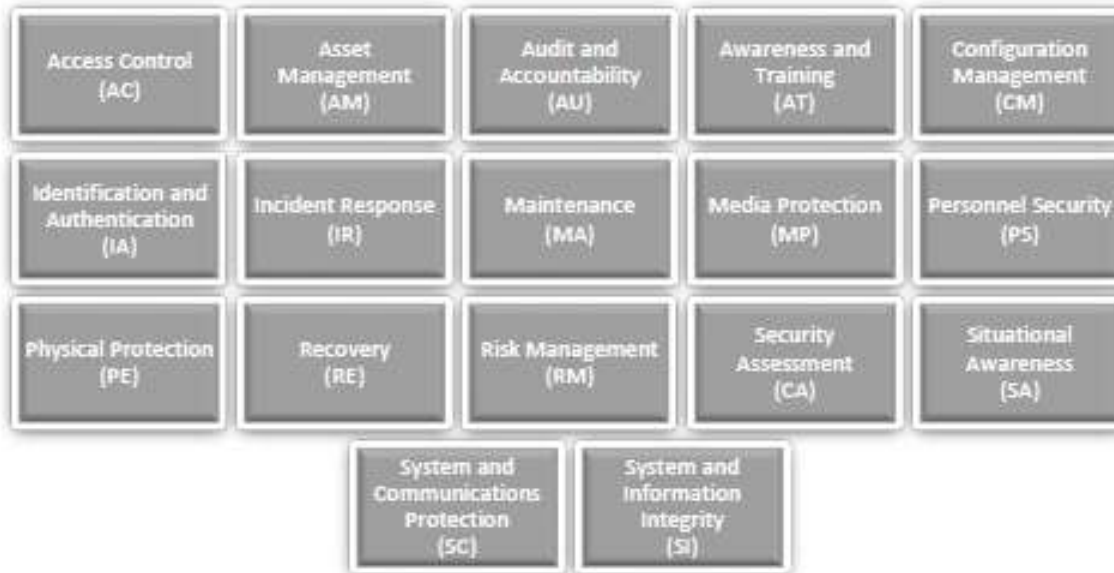 Access Control
(AC)
Asset
Management
(AM)
Audit and
Accountability
(AU)
Awareness and
Training
(AT)
Configuration
Management
(CM)
Identification and
Authentication
(IA)
Incident Response
(IR)
Maintenance
(MA)
Media Protection
(MP)
Personnel Security
(PS)
Physical Protection
(PE)
Recovery
(RE)
Risk Management
(RM)
Security
Assessment
(CA)
Situational
Awareness
(SA)
System and
Communications
Protection
(SC)
System and
Information
Integrity
(SI)